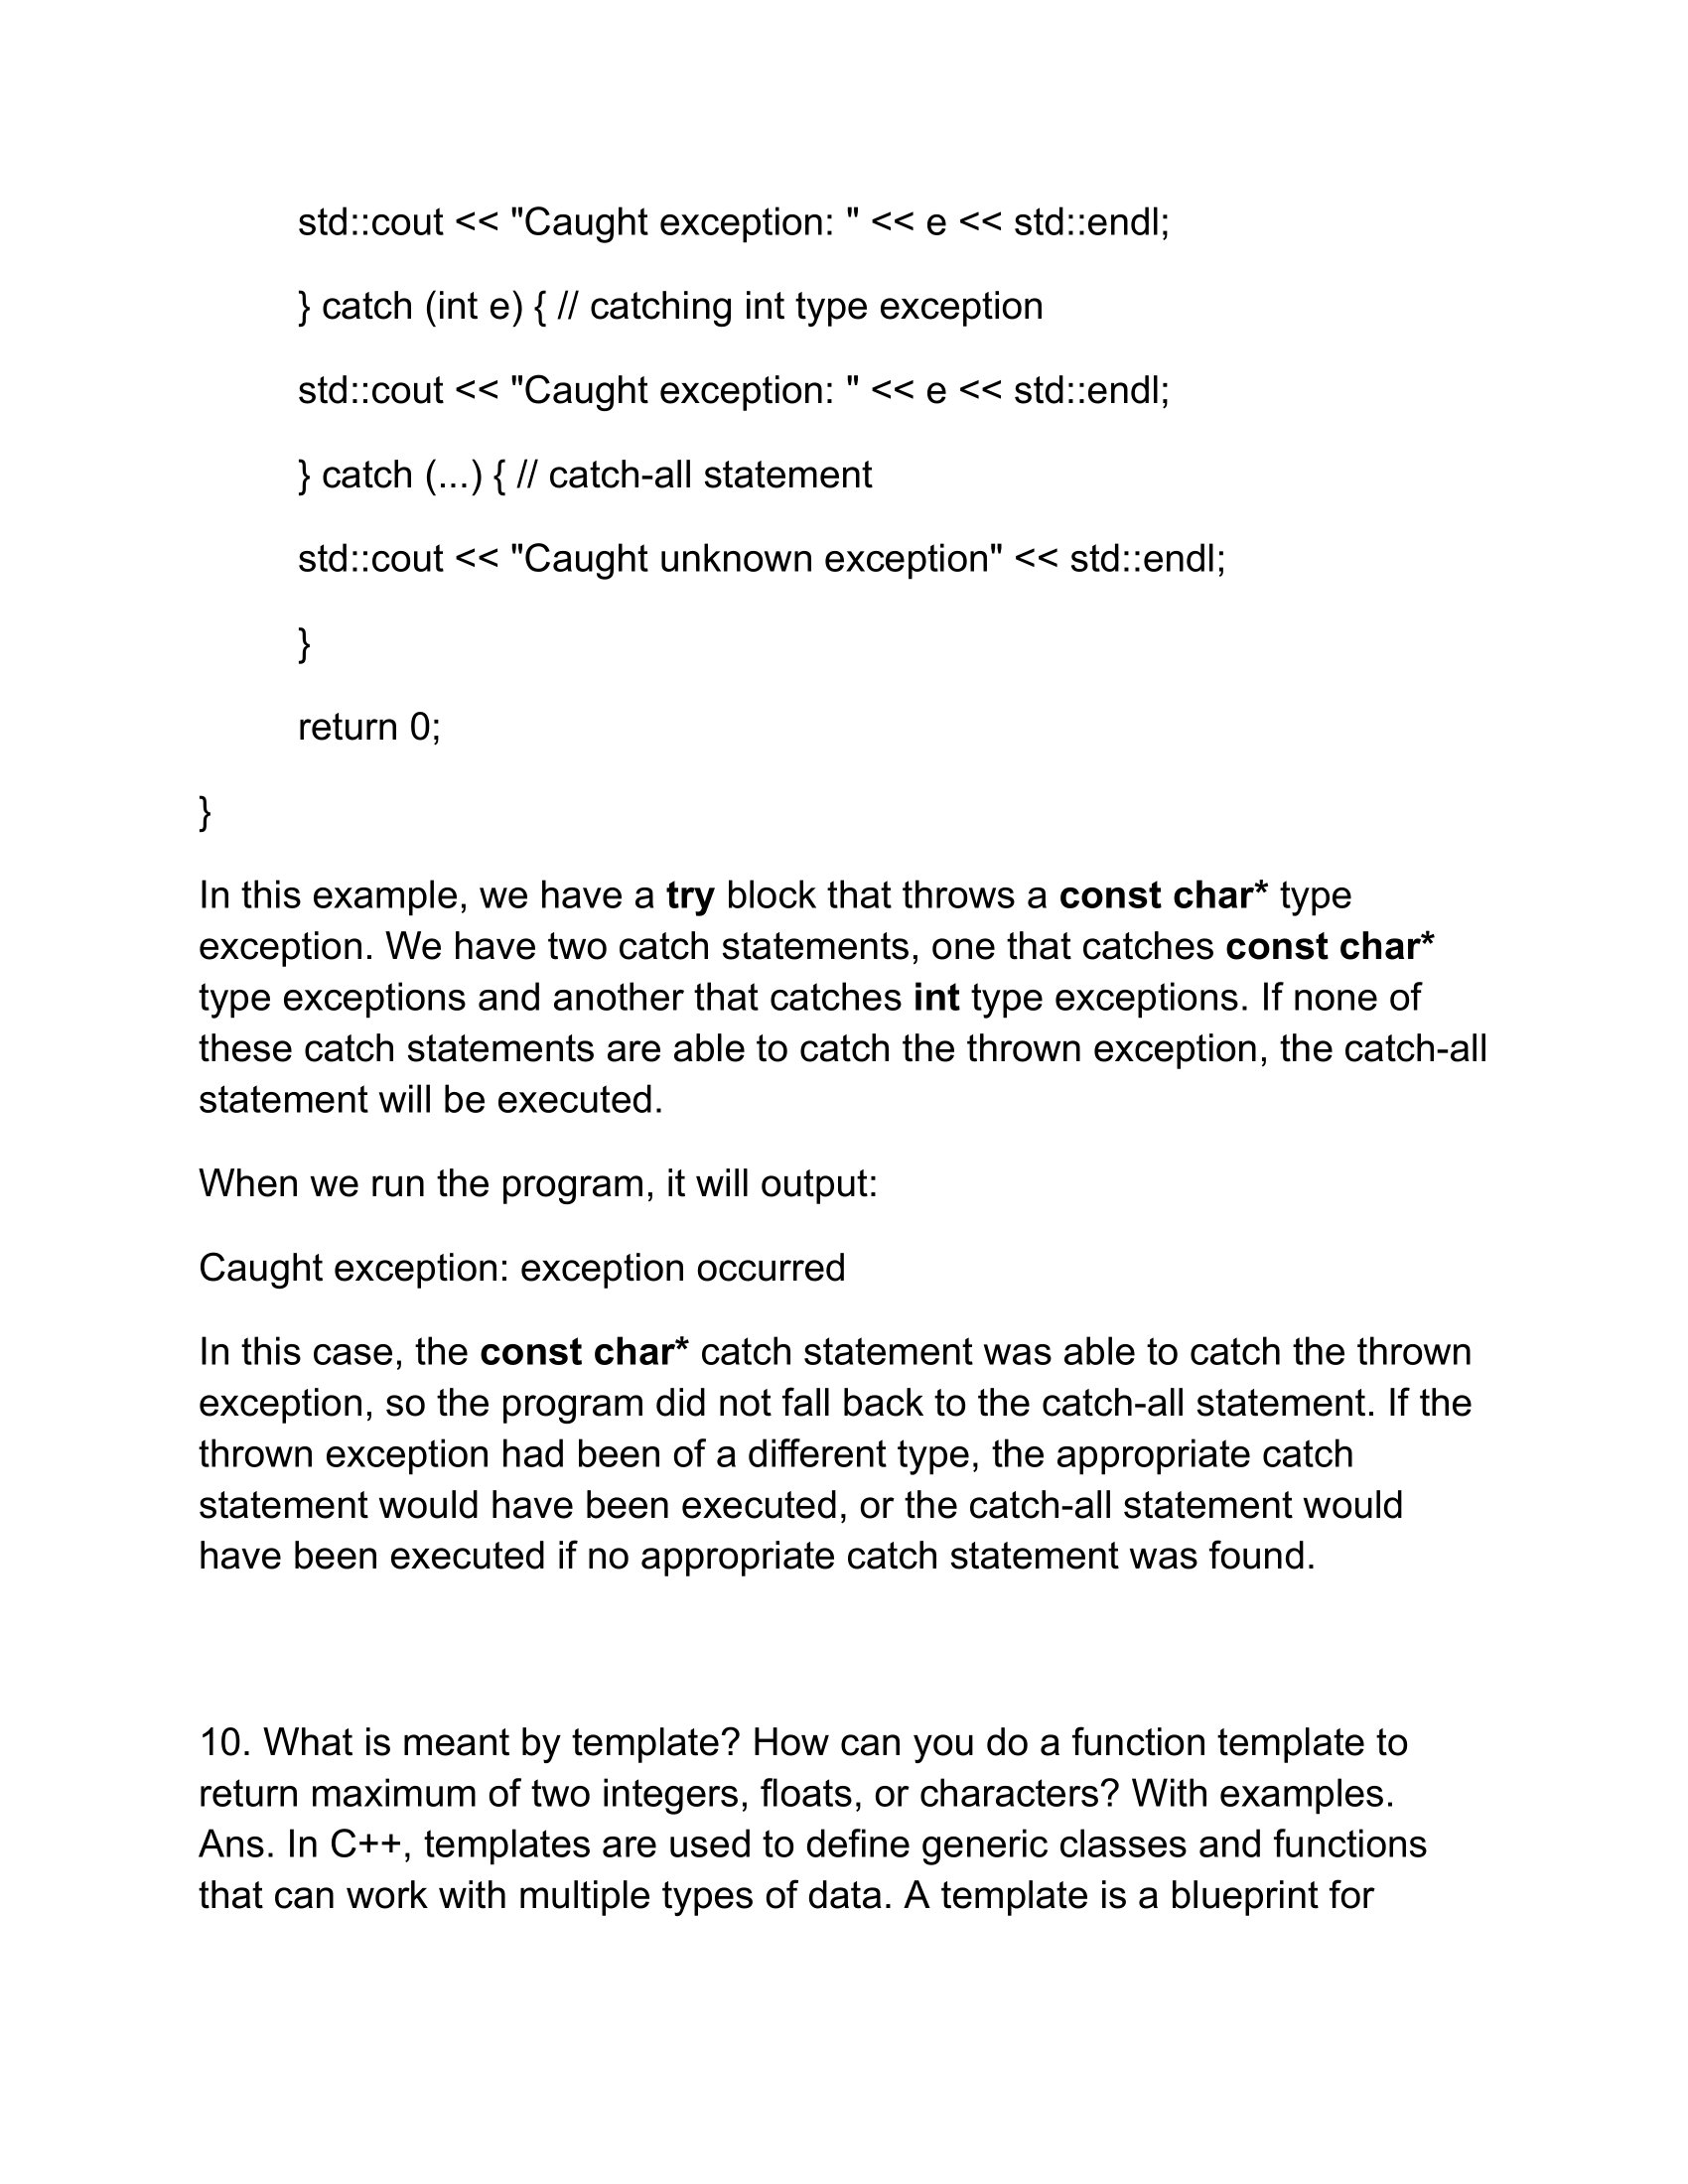 std::cout << "Caught exception: " << e << std::endl;
} catch (int e) { // catching int type exception
std::cout << "Caught exception: " << e << std::endl;
} catch (...) { // catch-all statement
std::cout << "Caught unknown exception" << std::endl;
}
return 0;
}
In this example, we have a try block that throws a const char* type
exception. We have two catch statements, one that catches const char*
type exceptions and another that catches int type exceptions. If none of
these catch statements are able to catch the thrown exception, the catch-all
statement will be executed.
When we run the program, it will output:
Caught exception: exception occurred
In this case, the const char* catch statement was able to catch the thrown
exception, so the program did not fall back to the catch-all statement. If the
thrown exception had been of a different type, the appropriate catch
statement would have been executed, or the catch-all statement would
have been executed if no appropriate catch statement was found.
10. What is meant by template? How can you do a function template to
return maximum of two integers, floats, or characters? With examples.
Ans. In C++, templates are used to define generic classes and functions
that can work with multiple types of data. A template is a blueprint for